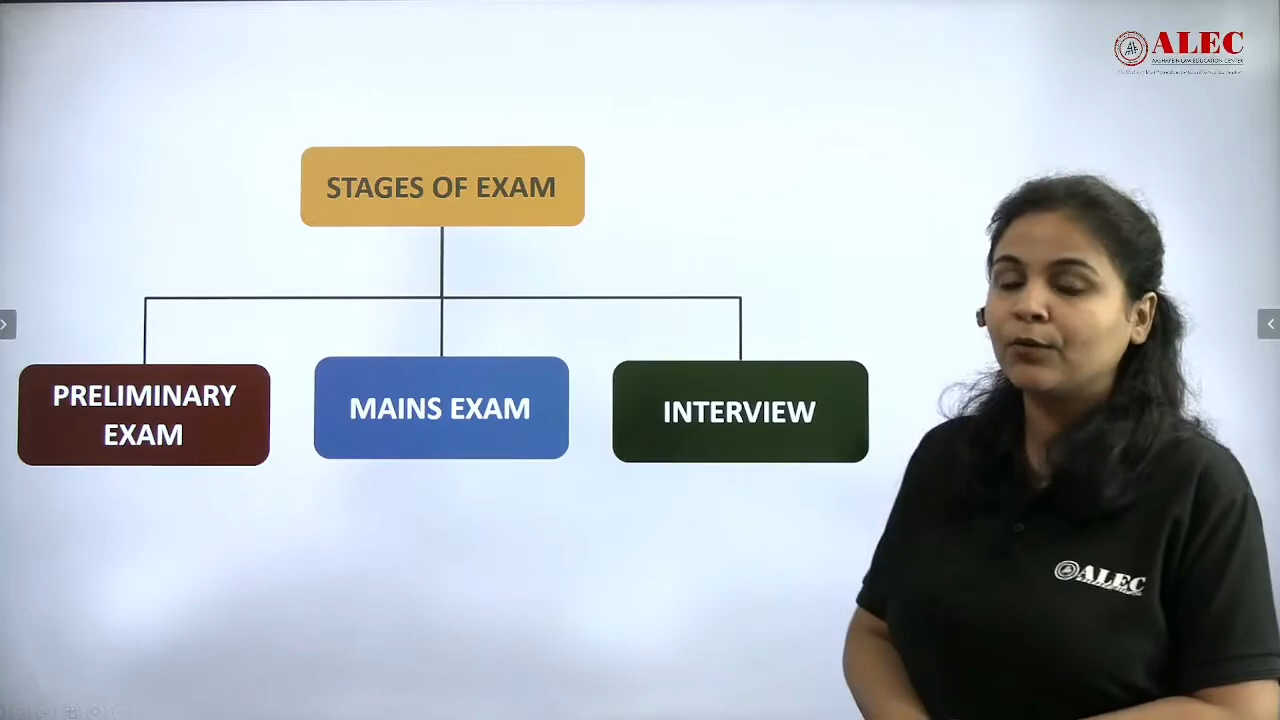 ALEC
STAGES OF EXAM
PRELIMINARY
EXAM
MAINS EXAM
INTERVIEW
ALEC